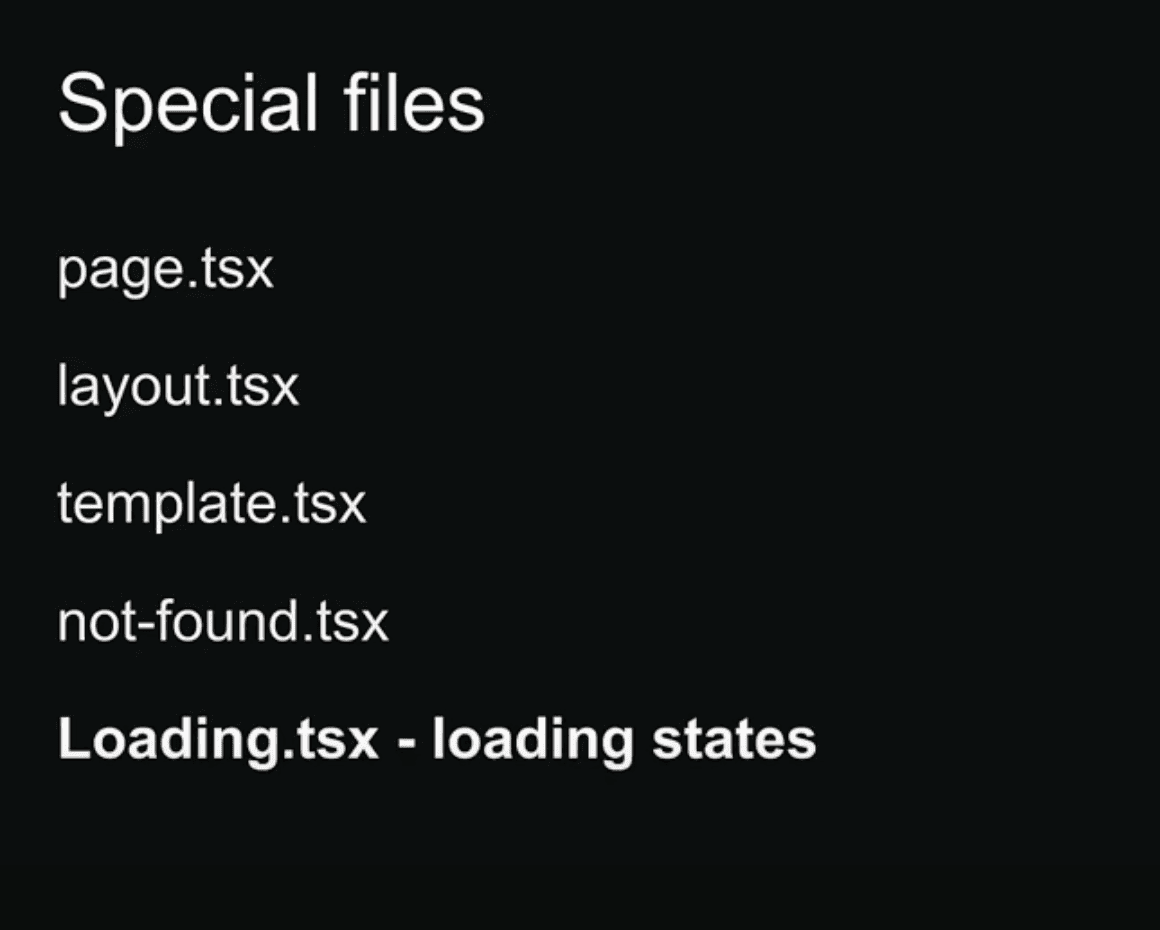 Special files
page.tsx
layout.tsx
template.tsx
not-found.tsx
Loading.tsx - loading states